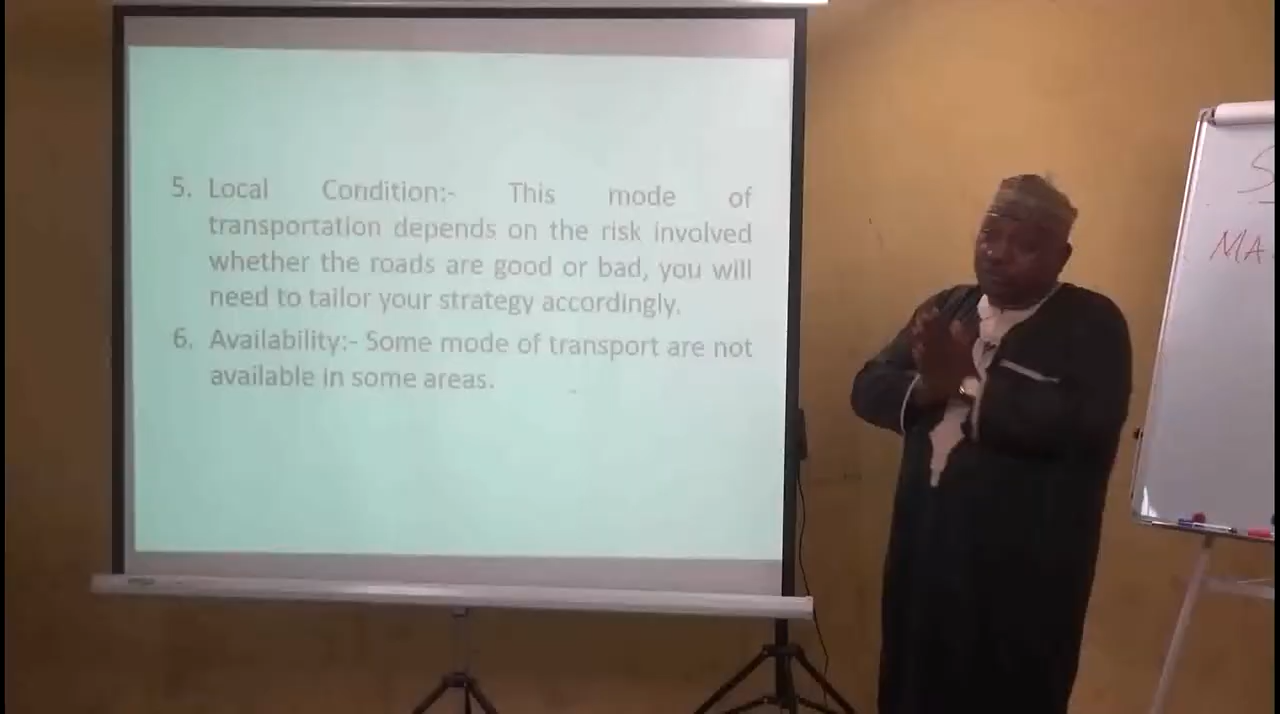 5. Local Condition:- This mode of
transportation depends on the risk involved
whether the roads are good or bad, you will
need to tailor your strategy accordingly.
6. Availability:- Some mode of transport are not
available in some areas.
S
MA